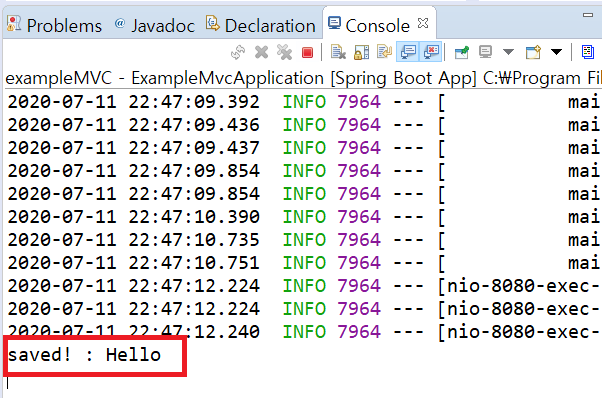 Problems @ Javadoc Declaration Console
exampleMVC - ExampleMvcApplication [Spring Boot App] C:₩Program Fi
2020-07-11 22:47:09.392 INFO 7964 --- [ mai
2020-07-11 22:47:09.436 INFO 7964 --- [ mai
2020-07-11 22:47:09.437 INFO 7964 --- [ mai
2020-07-11 22:47:09.854 INFO 7964 --- [ mai
2020-07-11 22:47:09.854 INFO 7964 --- [ mai
2020-07-11 22:47:10.390 INFO 7964 --- [ mai
2020-07-11 22:47:10.735 INFO 7964 --- [ mai
2020-07-11 22:47:10.751 INFO 7964 --- [ mai
2020-07-11 22:47:12.224 INFO 7964 --- [nio-8080-exec-
2020-07-11 22:47:12.224 INFO 7964 --- [nio-8080-exec-
2020-07-11 22:47:12.240 INFO 7964 --- [nio-8080-exec-
saved! : Hello